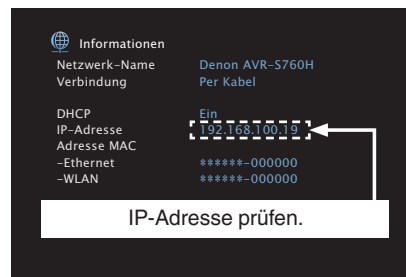 Informationen
Netzwerk-Name Denon AVR-S760H
Verbindung Per Kabel
DHCP Ein
IP-Adresse 192.168.100.19
Adresse MAC
-Ethernet ******-000000
-WLAN ******-000000
IP-Adresse prüfen.